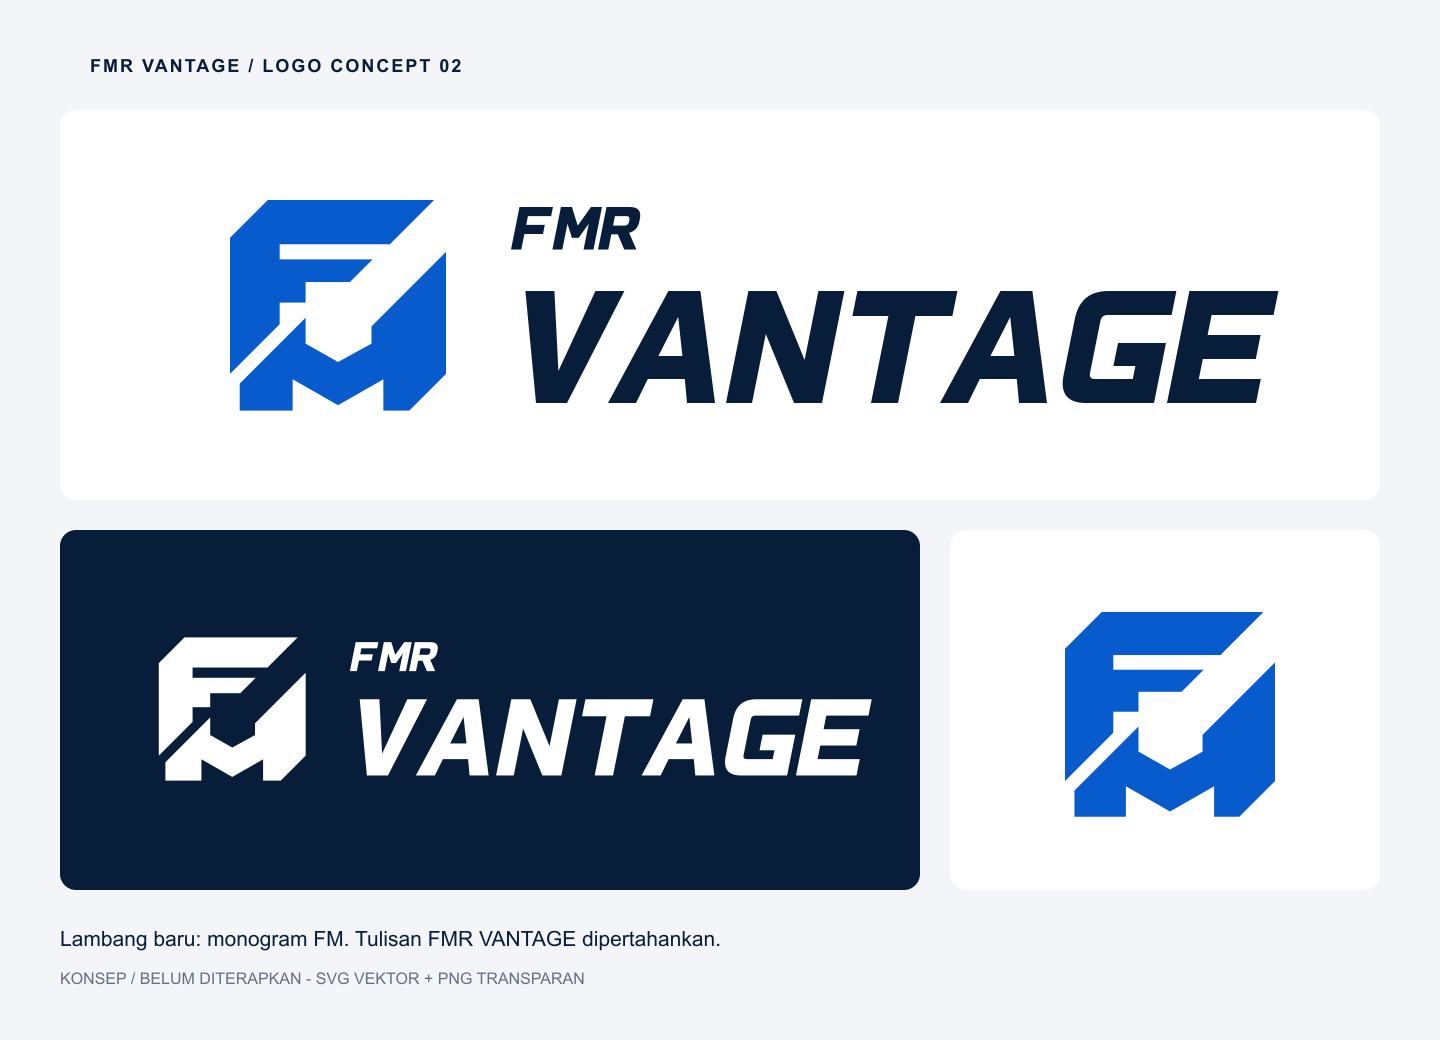 FMR VANTAGE / LOGO CONCEPT 02
FMR
VANTAGE
FMR
VANTAGE
Lambang baru: monogram FM. Tulisan FMR VANTAGE dipertahankan.
KONSEP / BELUM DITERAPKAN - SVG VEKTOR + PNG TRANSPARAN